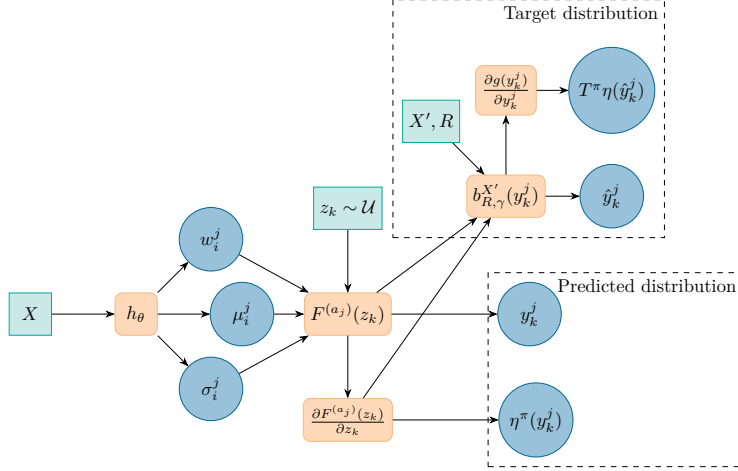 Target distribution
∂g(y_k^j)/∂y_k^j
T^π η(ŷ_k^j)
X′, R
b_{R,γ}^{X′}(y_k^j)
ŷ_k^j
z_k ∼ 𝒰
w_i^j
Predicted distribution
X
h_θ
μ_i^j
F^{(a_j)}(z_k)
y_k^j
σ_i^j
∂F^{(a_j)}(z_k)/∂z_k
η^π(y_k^j)